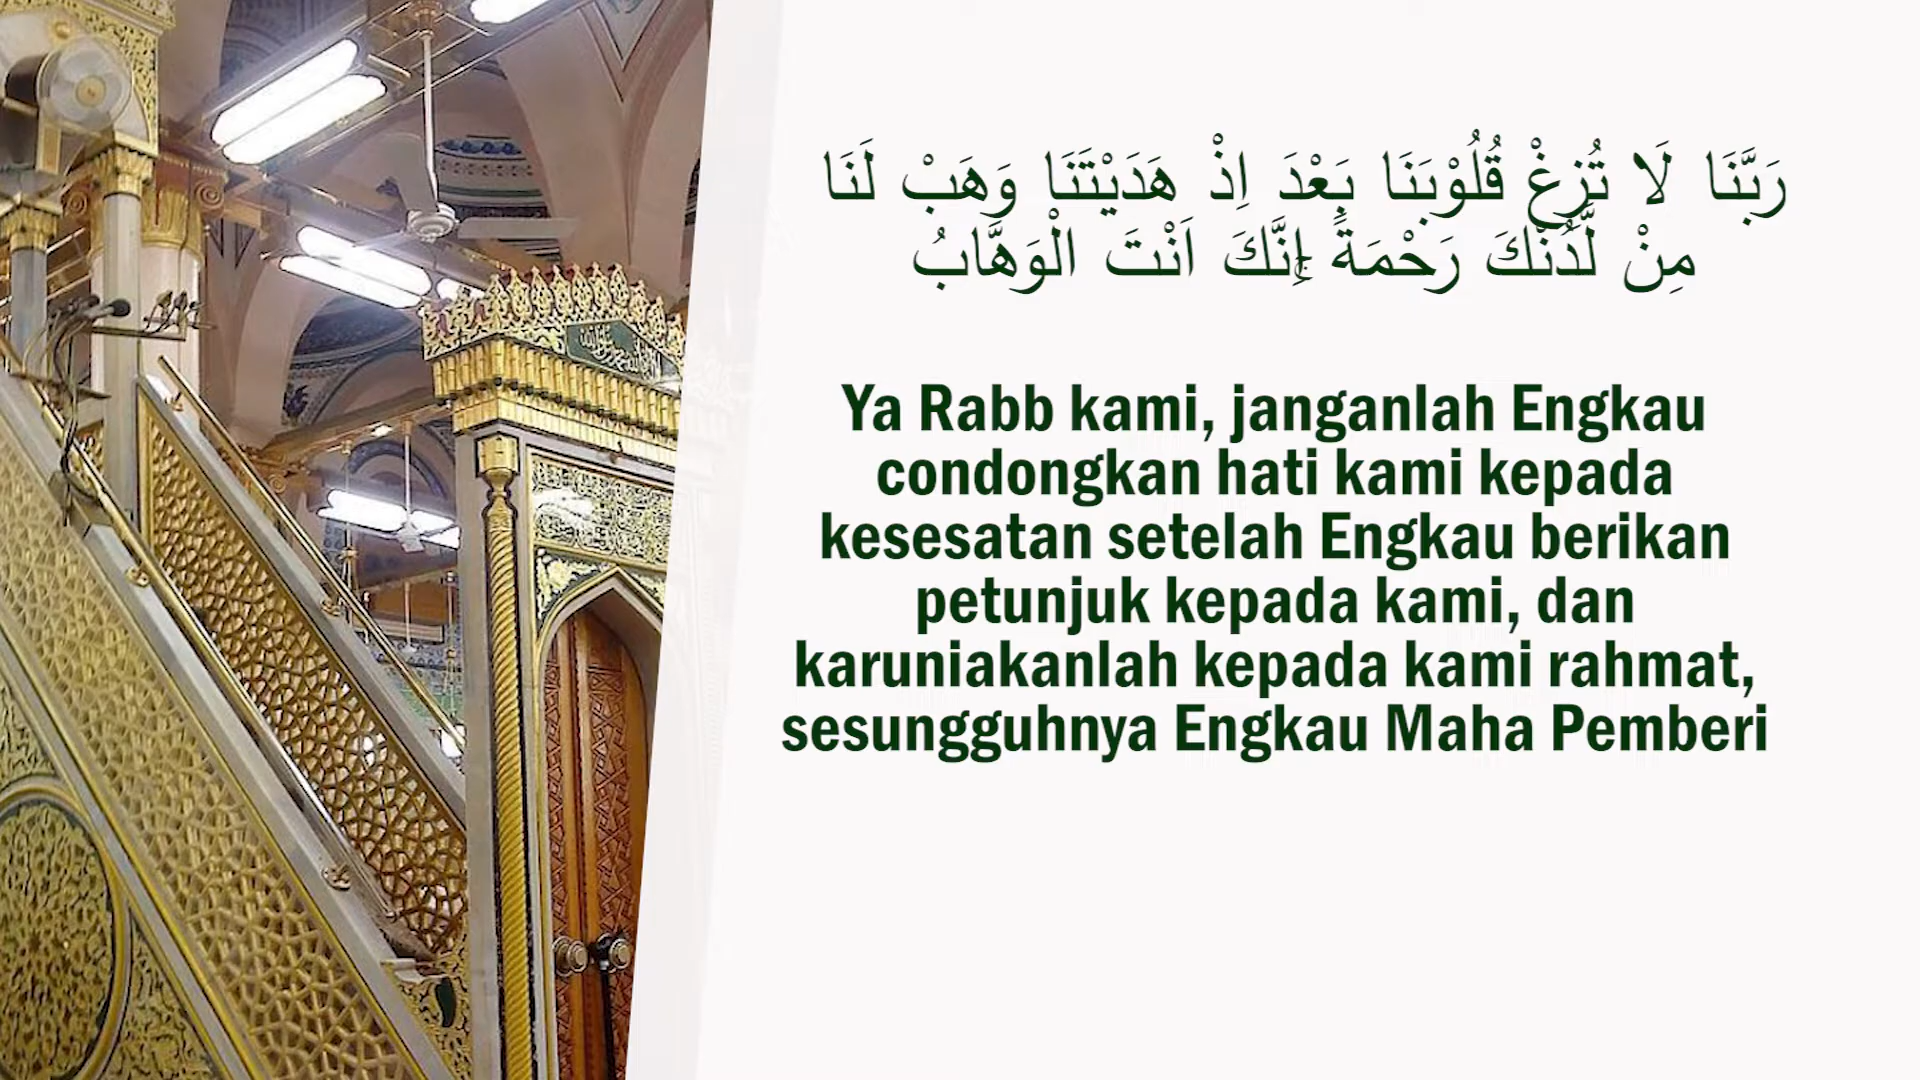 رَبَّنَا لَا تُزِغْ قُلُوْبَنَا بَعْدَ اِذْ هَدَيْتَنَا وَهَبْ لَنَا
مِنْ لَّدُنْكَ رَحْمَةً ۚاِنَّكَ اَنْتَ الْوَهَّابُ
Ya Rabb kami, janganlah Engkau
condongkan hati kami kepada
kesesatan setelah Engkau berikan
petunjuk kepada kami, dan
karuniakanlah kepada kami rahmat,
sesungguhnya Engkau Maha Pemberi